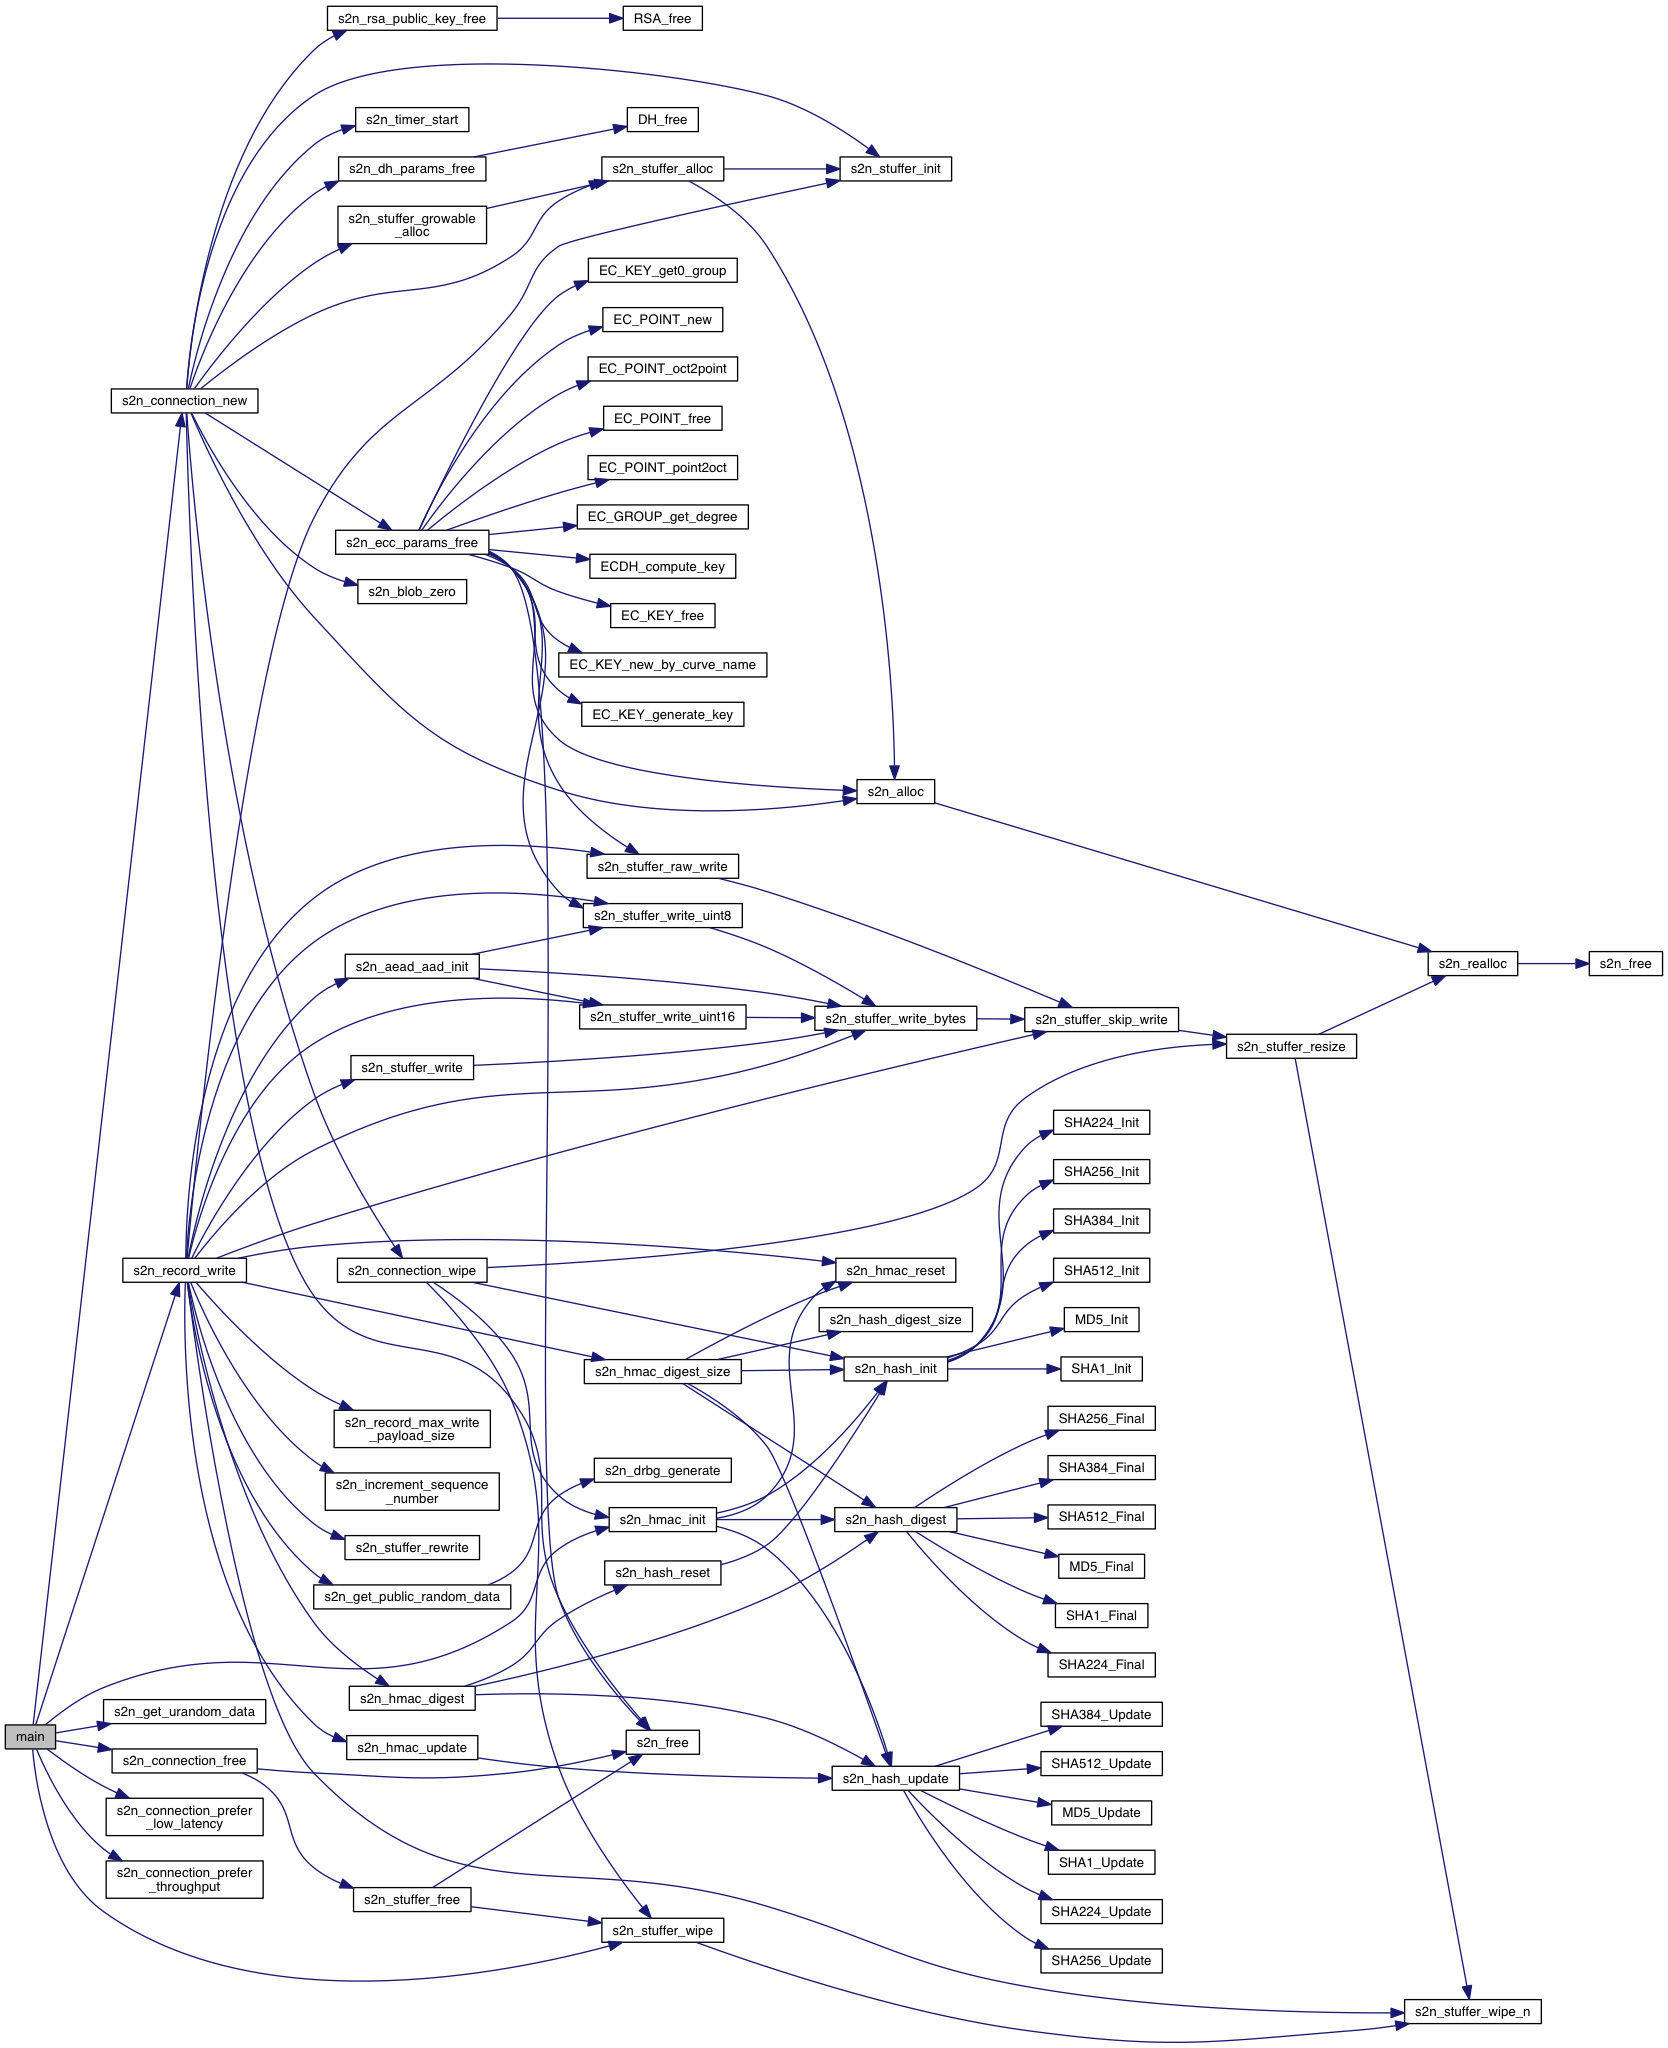 s2n_rsa_public_key_free
RSA_free
s2n_timer_start
DH_free
s2n_dh_params_free
s2n_stuffer_alloc
s2n_stuffer_init
s2n_stuffer_growable
_alloc
EC_KEY_get0_group
EC_POINT_new
EC_POINT_oct2point
s2n_connection_new
EC_POINT_free
EC_POINT_point2oct
EC_GROUP_get_degree
s2n_ecc_params_free
ECDH_compute_key
s2n_blob_zero
EC_KEY_free
EC_KEY_new_by_curve_name
EC_KEY_generate_key
s2n_alloc
s2n_stuffer_raw_write
s2n_stuffer_write_uint8
s2n_aead_aad_init
s2n_realloc
s2n_free
s2n_stuffer_write_uint16
s2n_stuffer_write_bytes
s2n_stuffer_skip_write
s2n_stuffer_resize
s2n_stuffer_write
SHA224_Init
SHA256_Init
SHA384_Init
s2n_record_write
s2n_connection_wipe
s2n_hmac_reset
SHA512_Init
s2n_hash_digest_size
MD5_Init
s2n_hmac_digest_size
s2n_hash_init
SHA1_Init
s2n_record_max_write
_payload_size
SHA256_Final
s2n_drbg_generate
SHA384_Final
s2n_increment_sequence
_number
s2n_hmac_init
s2n_hash_digest
SHA512_Final
s2n_stuffer_rewrite
s2n_hash_reset
MD5_Final
s2n_get_public_random_data
SHA1_Final
SHA224_Final
s2n_hmac_digest
s2n_get_urandom_data
SHA384_Update
main
s2n_hmac_update
s2n_free
s2n_connection_free
SHA512_Update
s2n_hash_update
s2n_connection_prefer
_low_latency
MD5_Update
SHA1_Update
s2n_connection_prefer
_throughput
s2n_stuffer_free
SHA224_Update
s2n_stuffer_wipe
SHA256_Update
s2n_stuffer_wipe_n